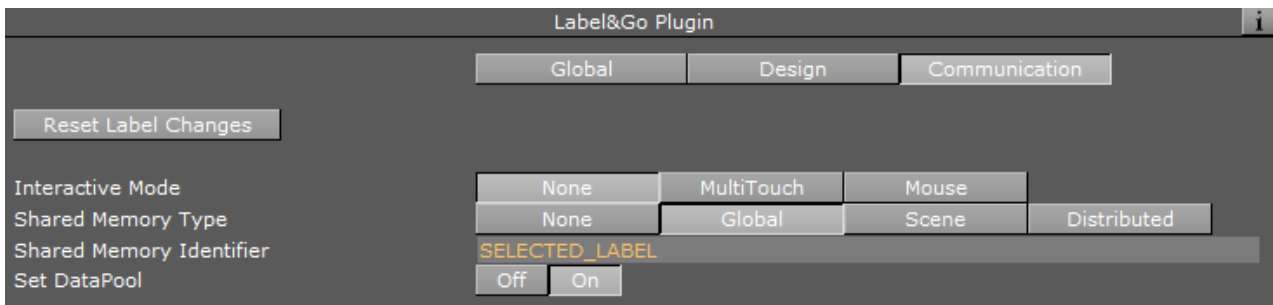 Label&Go Plugin i
Global Design Communication
Reset Label Changes
Interactive Mode None MultiTouch Mouse
Shared Memory Type None Global Scene Distributed
Shared Memory Identifier SELECTED_LABEL
Set DataPool Off On